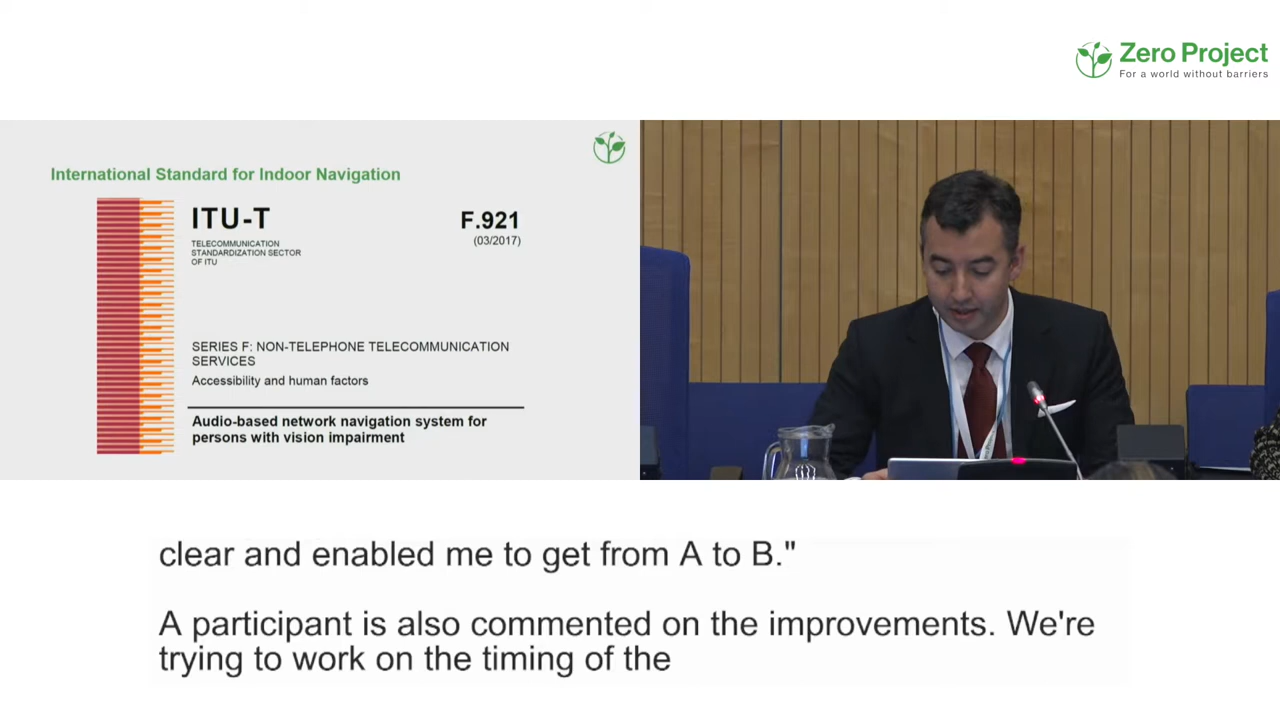 Zero Project
For a world without barriers
International Standard for Indoor Navigation
ITU-T
F.921
TELECOMMUNICATION
STANDARDIZATION SECTOR
OF ITU
(03/2017)
SERIES F: NON-TELEPHONE TELECOMMUNICATION
SERVICES
Accessibility and human factors
Audio-based network navigation system for
persons with vision impairment
clear and enabled me to get from A to B."
A participant is also commented on the improvements. We're
trying to work on the timing of the